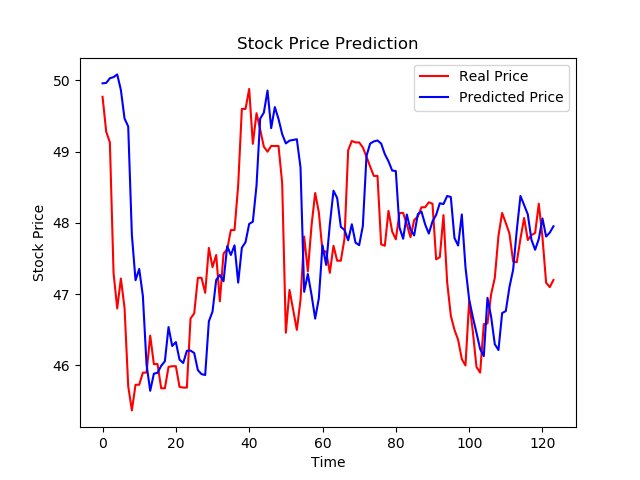 Stock Price Prediction
Real Price
Predicted Price
Stock Price
50
49
48
47
46
0 20 40 60 80 100 120
Time